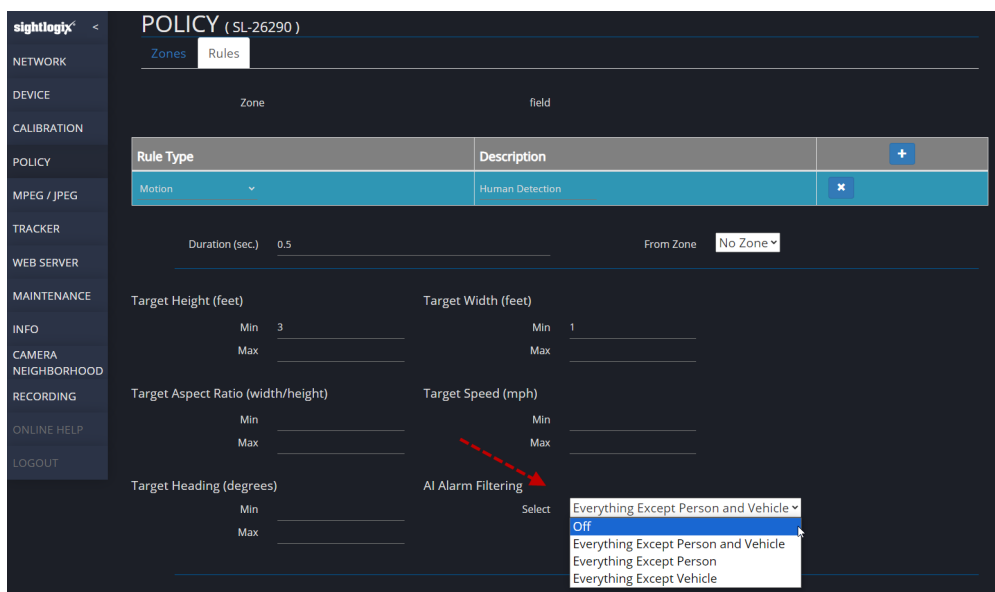 sightlogix <
POLICY ( SL-26290 )
Zones Rules
NETWORK
DEVICE
CALIBRATION
POLICY
MPEG / JPEG
TRACKER
WEB SERVER
MAINTENANCE
INFO
CAMERA
NEIGHBORHOOD
RECORDING
ONLINE HELP
LOGOUT
Zone field
Rule Type Description +
Motion Human Detection
Duration (sec.) 0.5 From Zone No Zone
Target Height (feet) Target Width (feet)
Min 3 Min 1
Max Max
Target Aspect Ratio (width/height) Target Speed (mph)
Min Min
Max Max
Target Heading (degrees) AI Alarm Filtering
Min Select Everything Except Person and Vehicle
Max
Off
Everything Except Person and Vehicle
Everything Except Person
Everything Except Vehicle